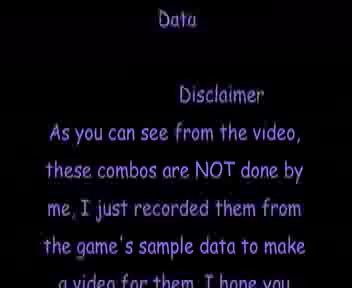 Data
Disclaimer
As you can see from the video,
these combos are NOT done by
me, I just recorded them from
the game's sample data to make
a video for them. I hope you